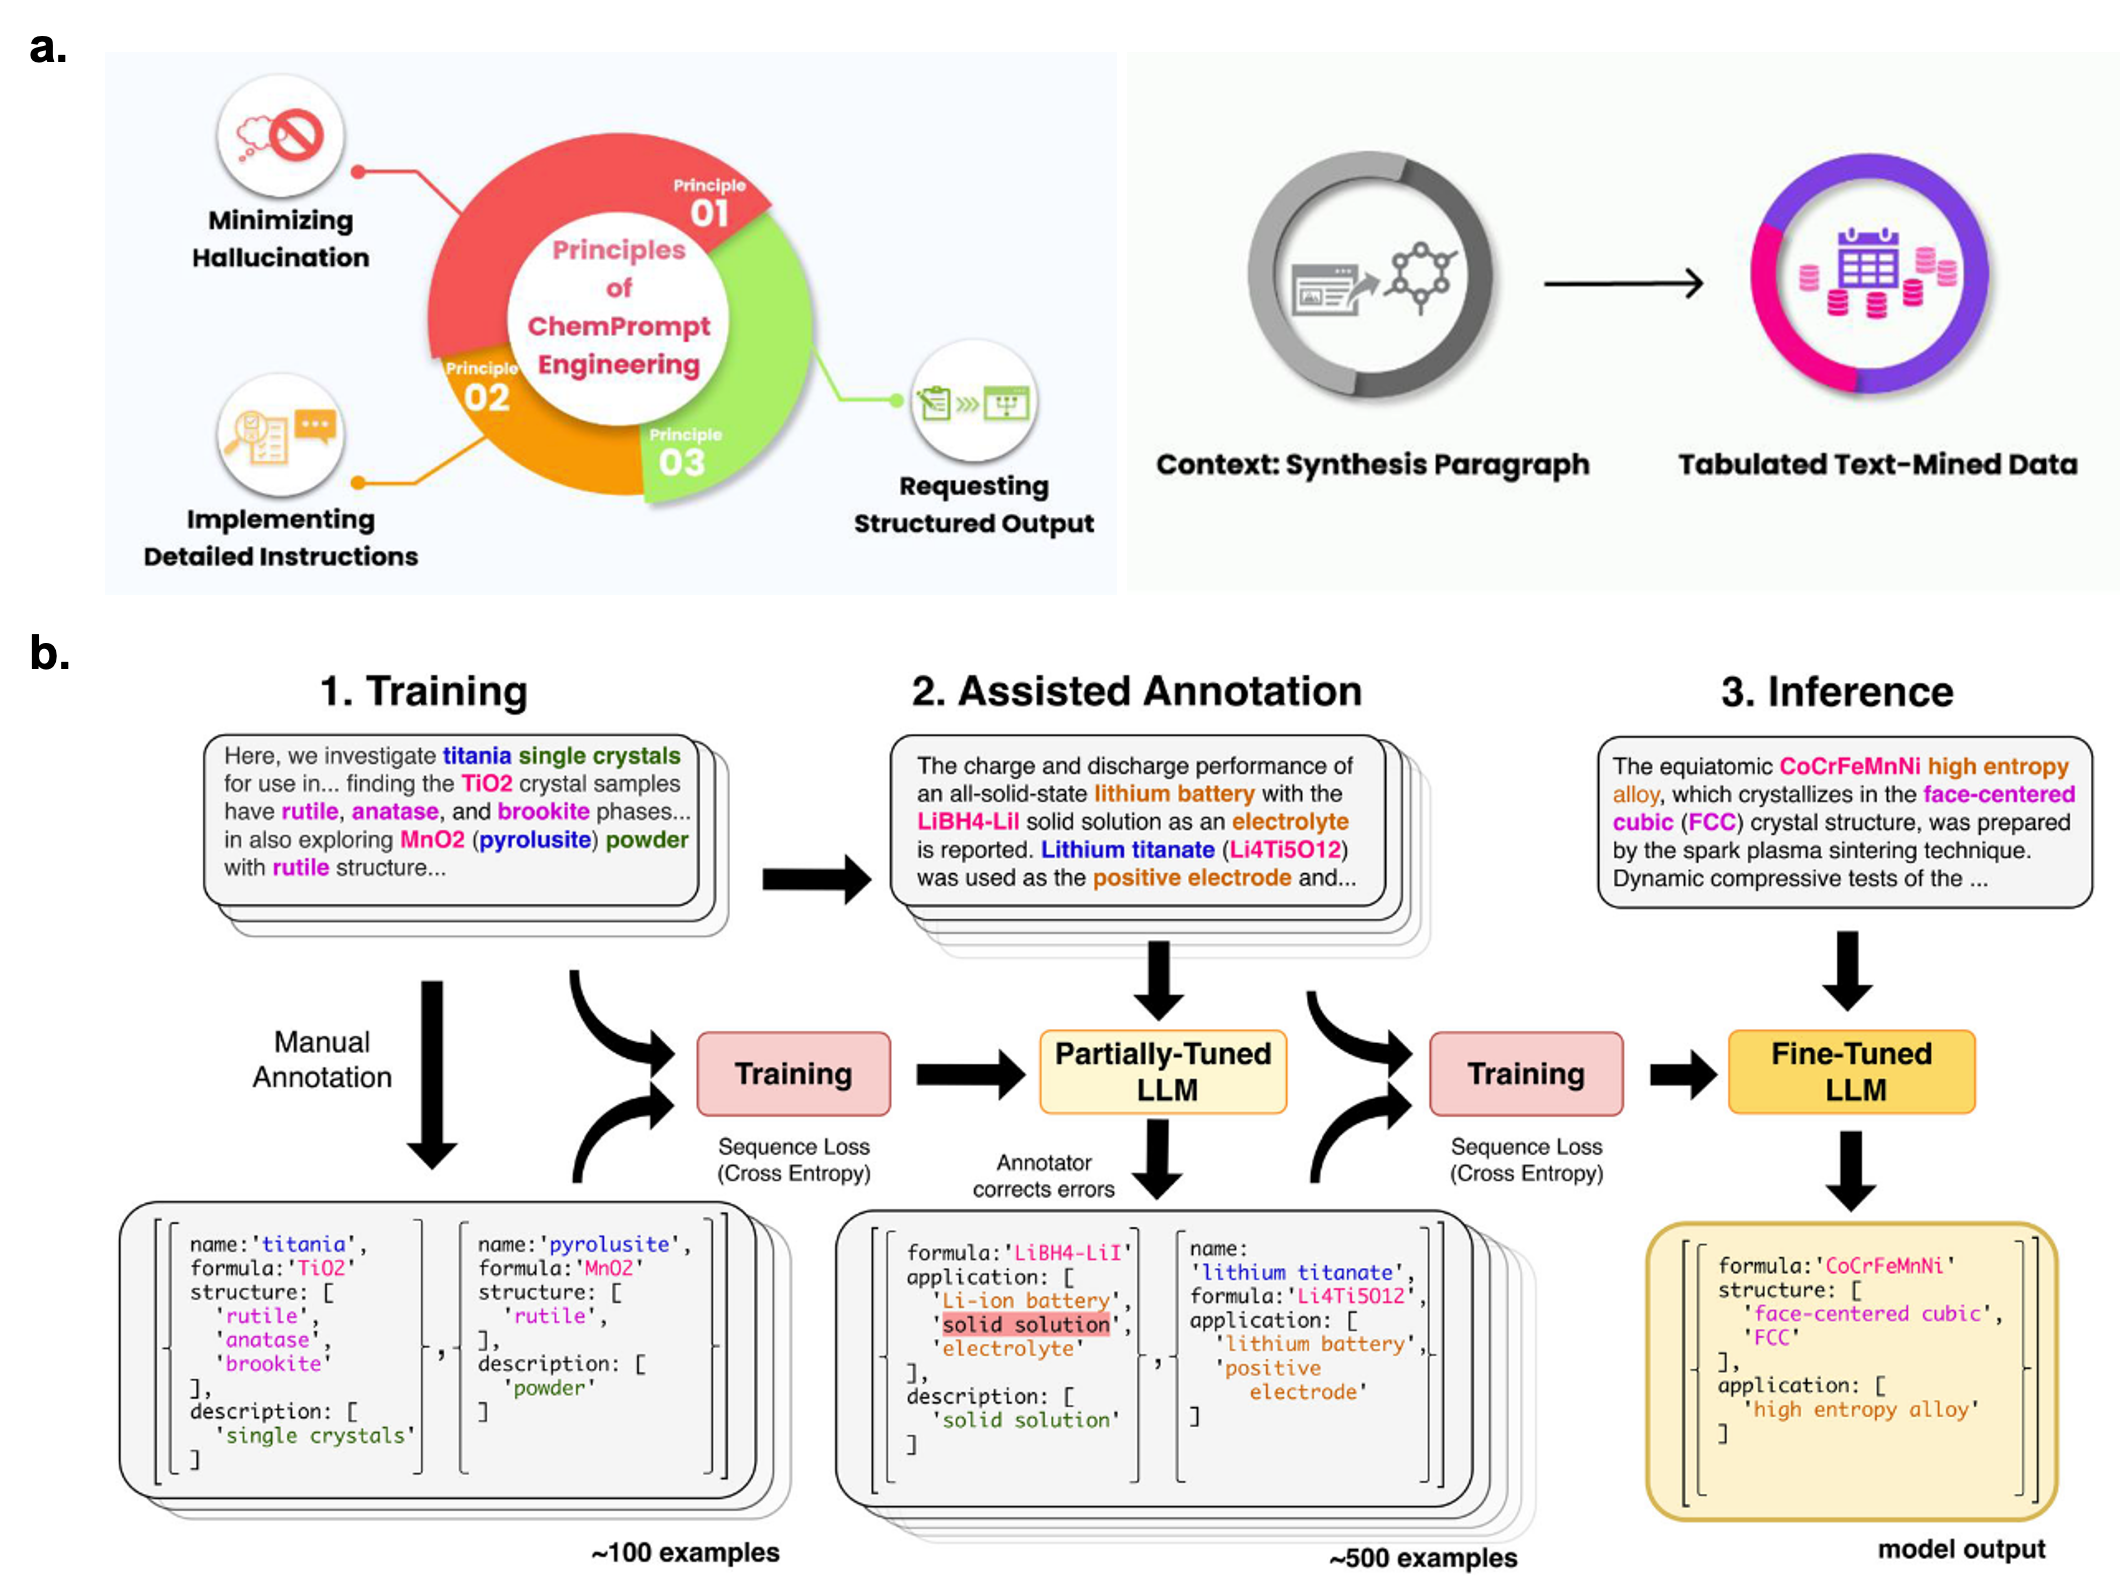 a.
Minimizing
Hallucination
Principle
01
Principles
of
ChemPrompt
Engineering
Principle
02
Principle
03
Implementing
Detailed Instructions
Requesting
Structured Output
Context: Synthesis Paragraph
Tabulated Text-Mined Data
b.
1. Training
Here, we investigate titania single crystals
for use in... finding the TiO2 crystal samples
have rutile, anatase, and brookite phases...
in also exploring MnO2 (pyrolusite) powder
with rutile structure...
Manual
Annotation
Training
Sequence Loss
(Cross Entropy)
name:'titania',
formula:'TiO2'
structure: [
'rutile',
'anatase',
'brookite'
],
description: [
'single crystals'
]
,
name:'pyrolusite',
formula:'MnO2'
structure: [
'rutile',
],
description: [
'powder'
]
~100 examples
2. Assisted Annotation
The charge and discharge performance of
an all-solid-state lithium battery with the
LiBH4-LiI solid solution as an electrolyte
is reported. Lithium titanate (Li4Ti5O12)
was used as the positive electrode and...
Partially-Tuned
LLM
Annotator
corrects errors
Training
Sequence Loss
(Cross Entropy)
formula:'LiBH4-LiI'
application: [
'Li-ion battery',
'solid solution',
'electrolyte'
],
description: [
'solid solution'
]
,
name:
'lithium titanate',
formula:'Li4Ti5O12',
application: [
'lithium battery',
'positive
electrode'
]
~500 examples
3. Inference
The equiatomic CoCrFeMnNi high entropy
alloy, which crystallizes in the face-centered
cubic (FCC) crystal structure, was prepared
by the spark plasma sintering technique.
Dynamic compressive tests of the ...
Fine-Tuned
LLM
formula:'CoCrFeMnNi'
structure: [
'face-centered cubic',
'FCC'
],
application: [
'high entropy alloy'
]
model output